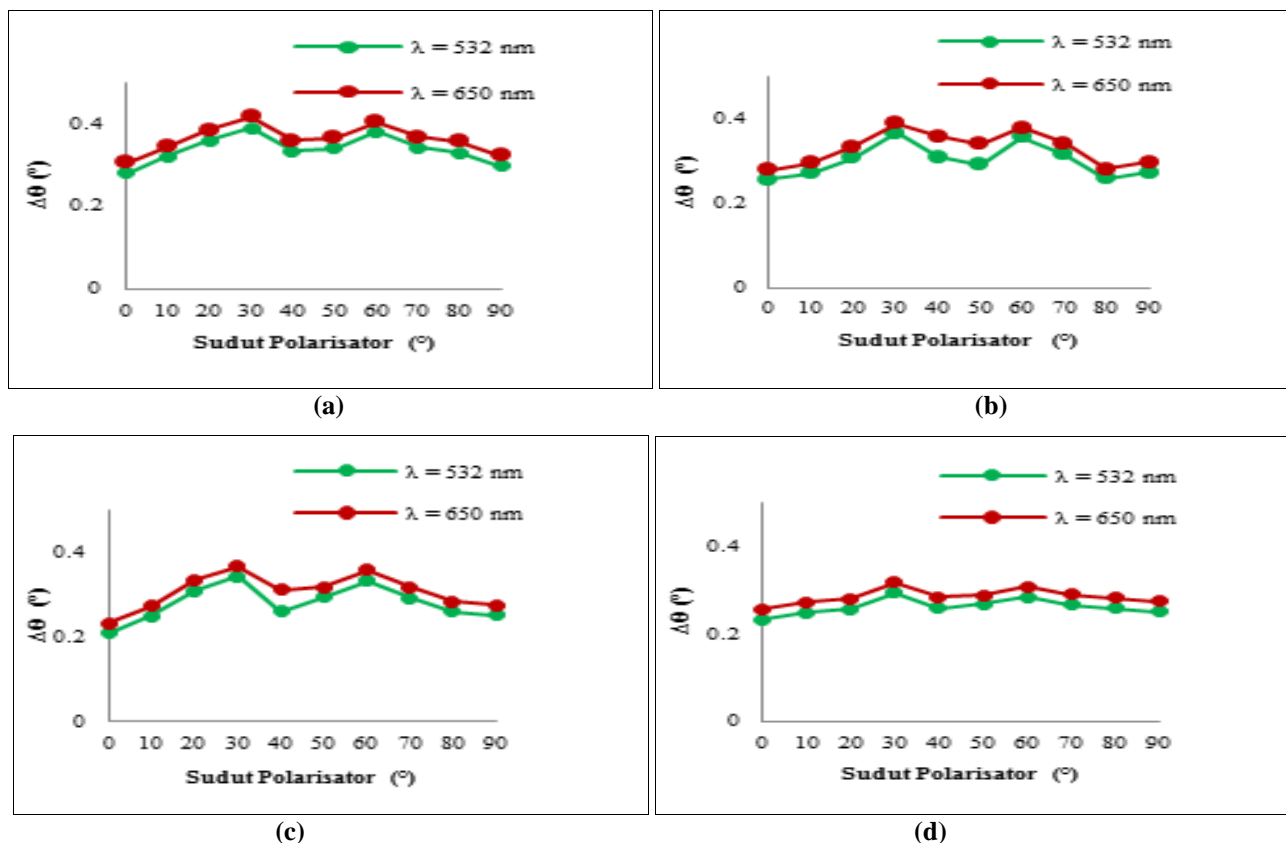 λ = 532 nm
λ = 650 nm
0.4
0.2
0
Δθ (º)
0 10 20 30 40 50 60 70 80 90
Sudut Polarisator (°)
(a)
λ = 532 nm
λ = 650 nm
0.4
0.2
0
Δθ (º)
0 10 20 30 40 50 60 70 80 90
Sudut Polarisator (°)
(b)
λ = 532 nm
λ = 650 nm
0.4
0.2
0
Δθ (º)
0 10 20 30 40 50 60 70 80 90
Sudut Polarisator (°)
(c)
λ = 532 nm
λ = 650 nm
0.4
0.2
0
Δθ (º)
0 10 20 30 40 50 60 70 80 90
Sudut Polarisator (°)
(d)